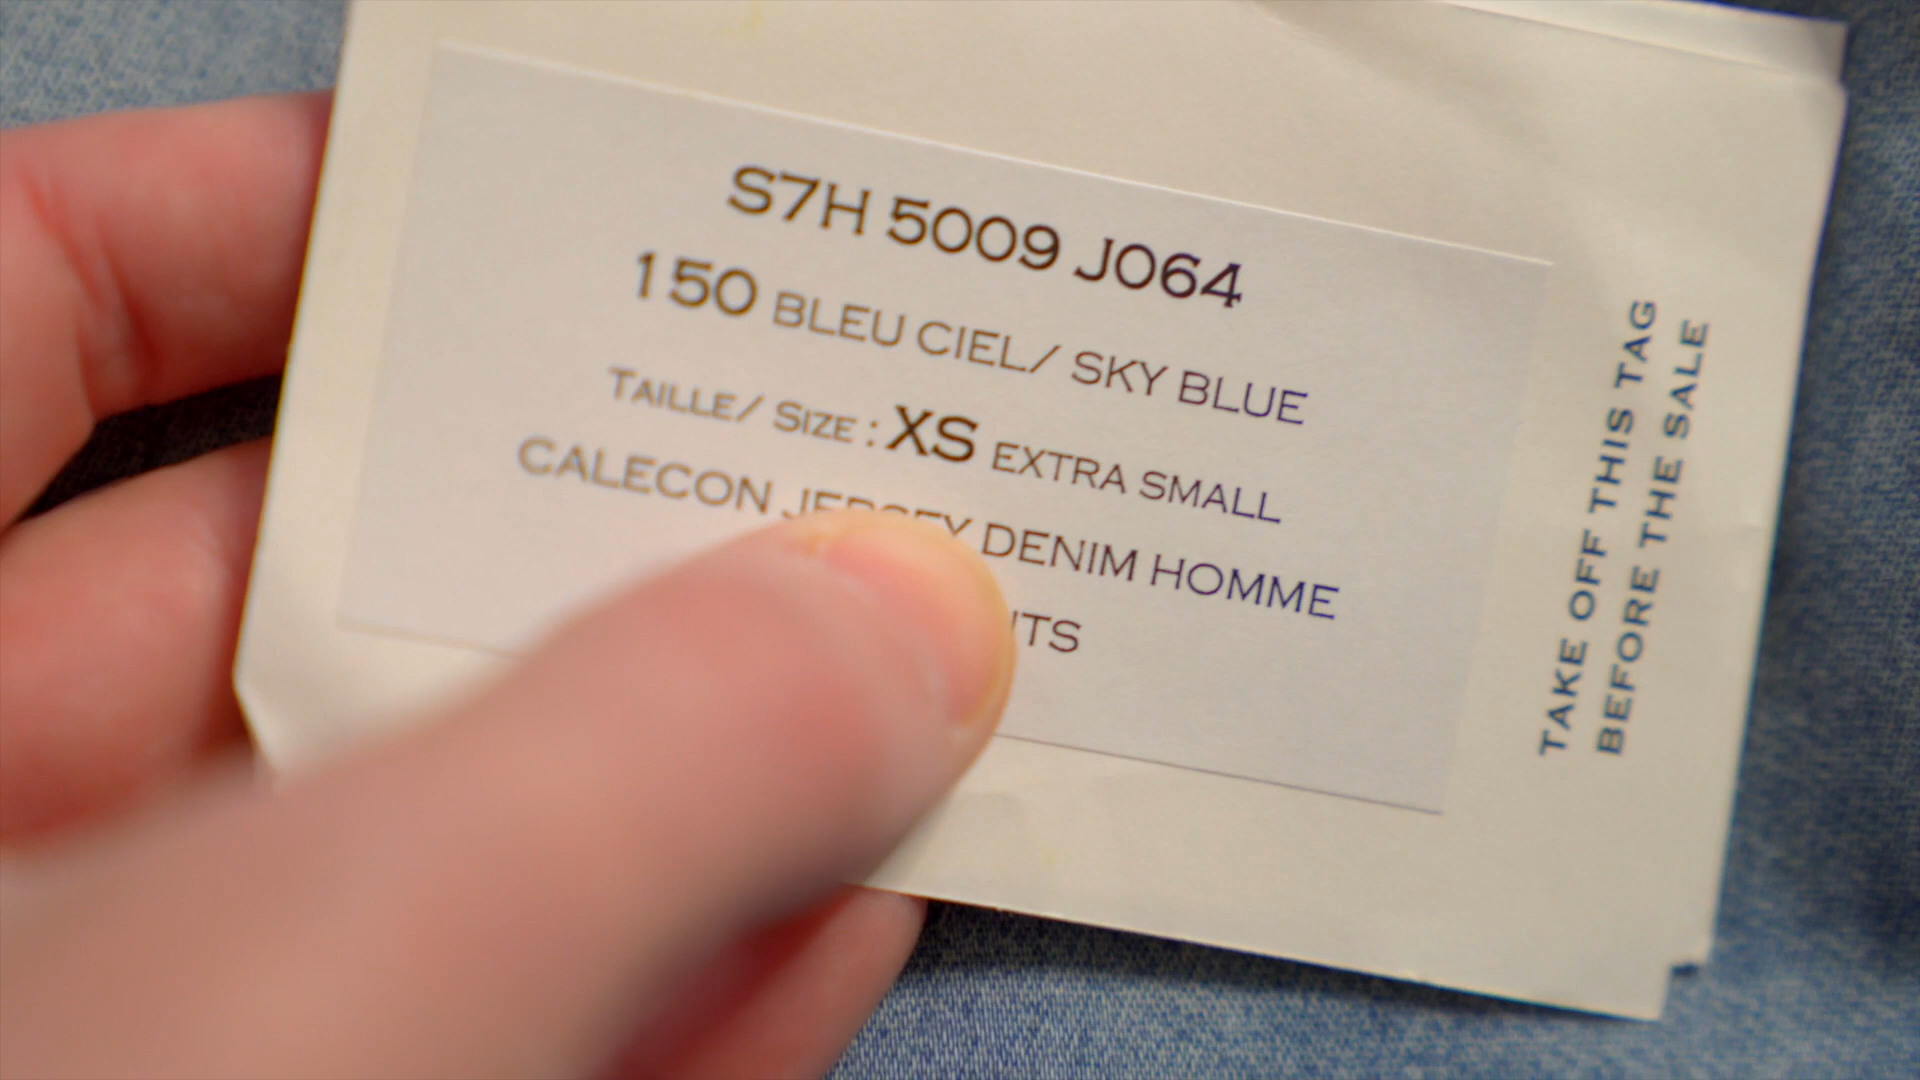 S7H 5009 J064
150 BLEU CIEL/ SKY BLUE
TAILLE/ SIZE : XS EXTRA SMALL
CALECON JERSEY DENIM HOMME
TAKE OFF THIS TAG
BEFORE THE SALE